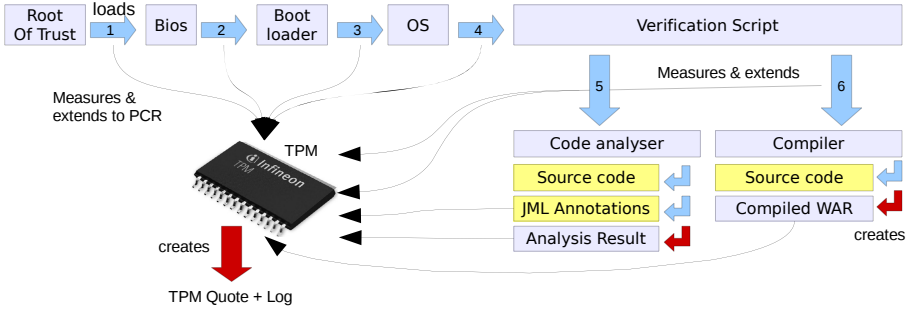 loads
Root
Of Trust
1
Bios
2
Boot
loader
3
OS
4
Verification Script
Measures &
extends to PCR
5
Measures & extends
6
TPM
Infineon
TPM
Code analyser
Compiler
Source code
Source code
JML Annotations
Compiled WAR
Analysis Result
creates
creates
TPM Quote + Log